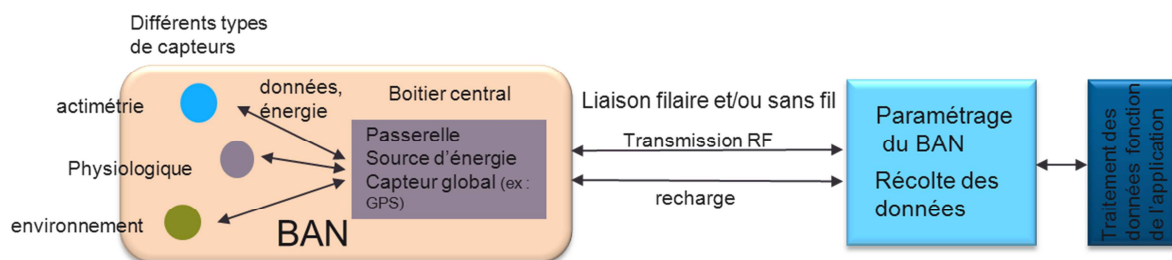 Différents types
de capteurs
actimétrie
Physiologique
environnement
données,
énergie
Boitier central
Passerelle
Source d'énergie
Capteur global (ex :
GPS)
BAN
Liaison filaire et/ou sans fil
Transmission RF
recharge
Paramétrage
du BAN
Récolte des
données
Traitement des
données fonction
de l'application